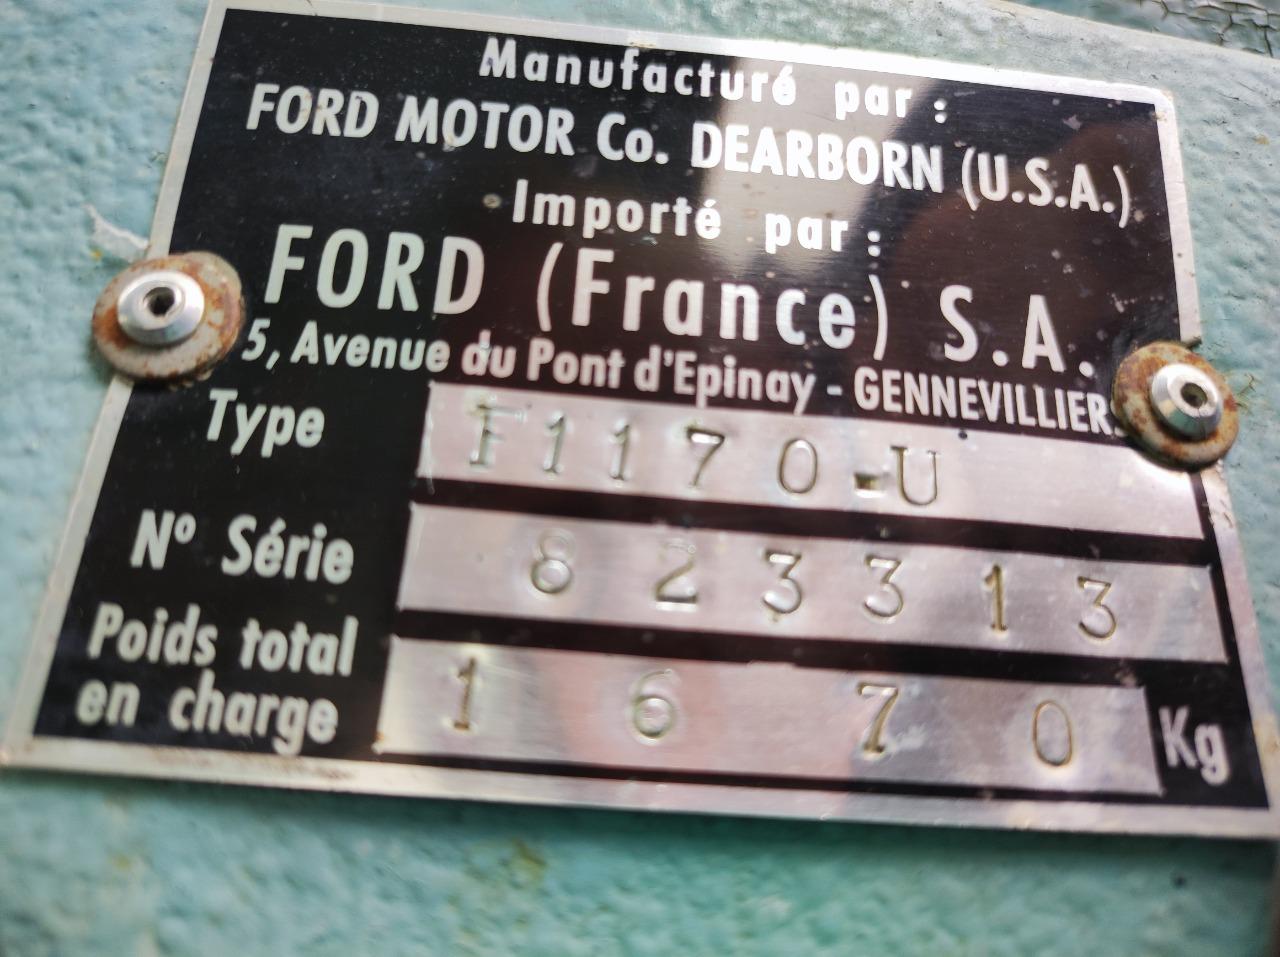 Manufacturé par :
FORD MOTOR Co. DEARBORN (U.S.A.)
Importé par :
FORD (France) S.A.
5, Avenue du Pont d'Epinay - GENNEVILLIERS
Type F1170-U
Nº Série 823313
Poids total
en charge 1670 Kg